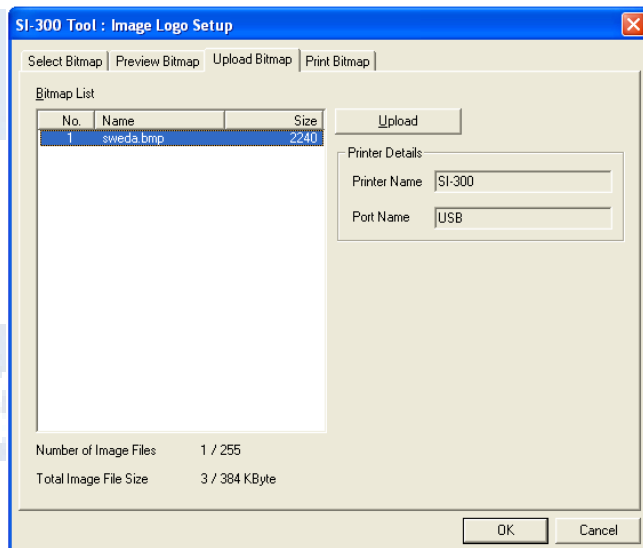 SI-300 Tool : Image Logo Setup
Select Bitmap Preview Bitmap Upload Bitmap Print Bitmap
Bitmap List
No. Name Size
1 sweda.bmp 2240
Upload
Printer Details
Printer Name SI-300
Port Name USB
Number of Image Files 1 / 255
Total Image File Size 3 / 384 KByte
OK Cancel